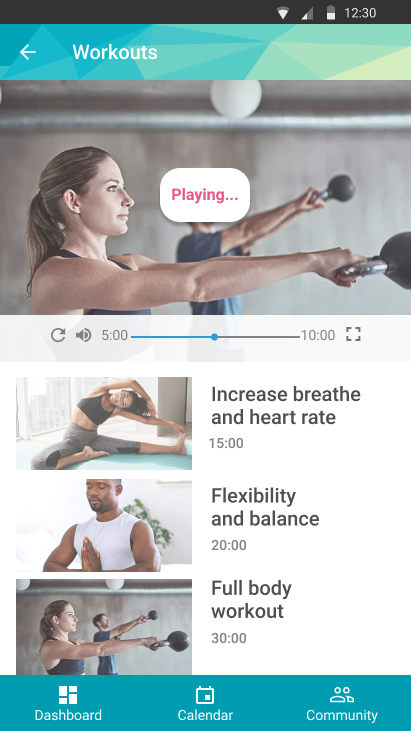 12:30
Workouts
Playing...
5:00
10:00
Increase breathe
and heart rate
15:00
Flexibility
and balance
20:00
Full body
workout
30:00
Dashboard
Calendar
Community